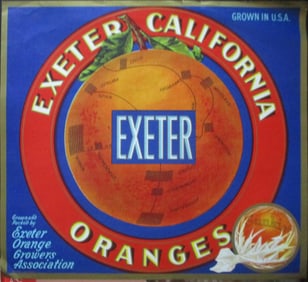 GROWN IN U.S.A.
EXETER CALIFORNIA
EXETER
ORANGES
Grown &
Packed by
Exeter
Orange
Growers
Association